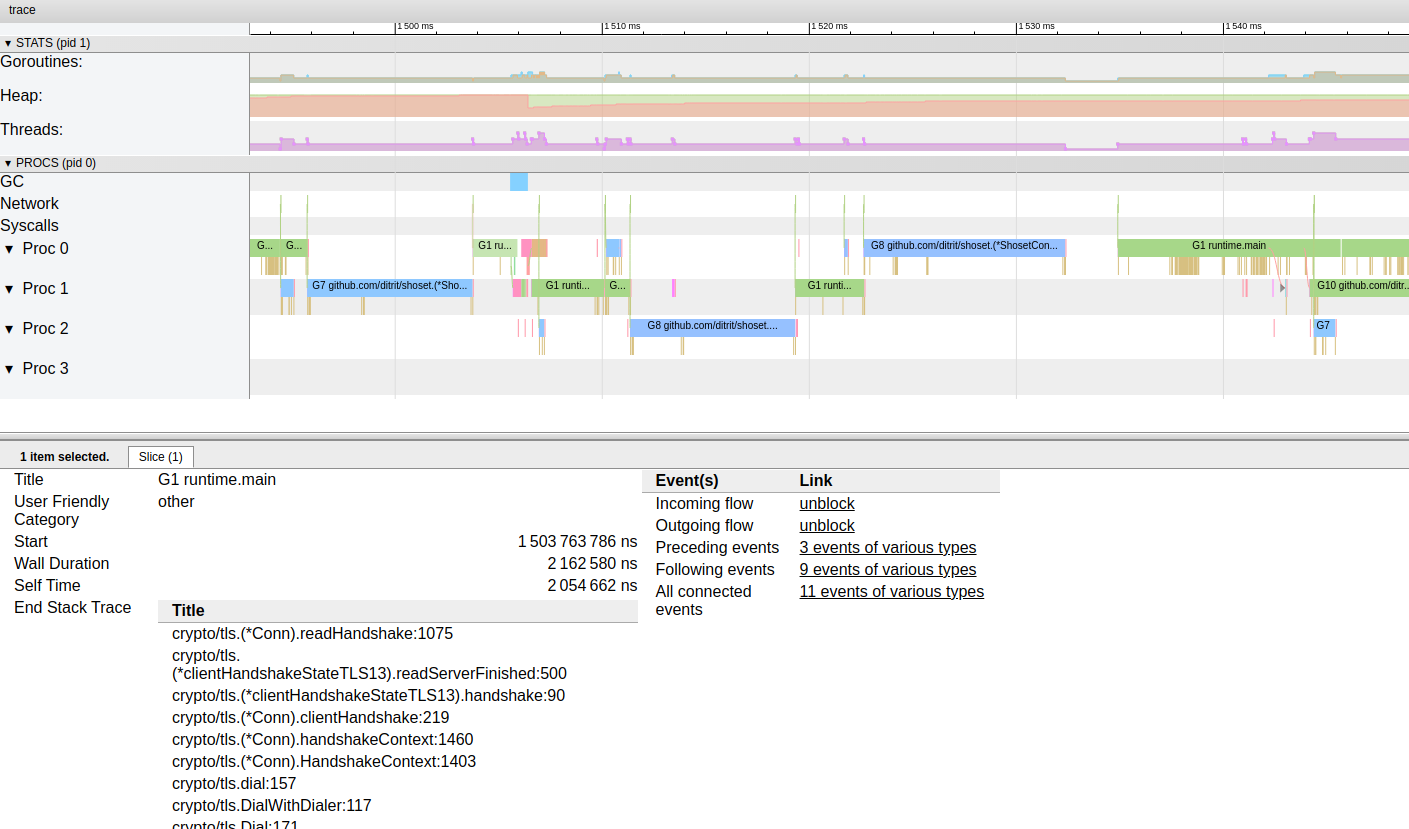 trace
1 500 ms 1 510 ms 1 520 ms 1 530 ms 1 540 ms
▼ STATS (pid 1)
Goroutines:
Heap:
Threads:
▼ PROCS (pid 0)
GC
Network
Syscalls
▼ Proc 0 G... G... G1 ru... G8 github.com/ditrit/shoset.(*ShosetCon... G1 runtime.main
▼ Proc 1 G7 github.com/ditrit/shoset.(*Sho... G1 runti... G... G1 runti... G10 github.com/ditr...
▼ Proc 2 G8 github.com/ditrit/shoset.... G7
▼ Proc 3
1 item selected. Slice (1)
Title G1 runtime.main
User Friendly Category other
Start 1 503 763 786 ns
Wall Duration 2 162 580 ns
Self Time 2 054 662 ns
End Stack Trace
Title
crypto/tls.(*Conn).readHandshake:1075
crypto/tls.
(*clientHandshakeStateTLS13).readServerFinished:500
crypto/tls.(*clientHandshakeStateTLS13).handshake:90
crypto/tls.(*Conn).clientHandshake:219
crypto/tls.(*Conn).handshakeContext:1460
crypto/tls.(*Conn).HandshakeContext:1403
crypto/tls.dial:157
crypto/tls.DialWithDialer:117
crypto/tls.Dial:171
Event(s) Link
Incoming flow unblock
Outgoing flow unblock
Preceding events 3 events of various types
Following events 9 events of various types
All connected events 11 events of various types